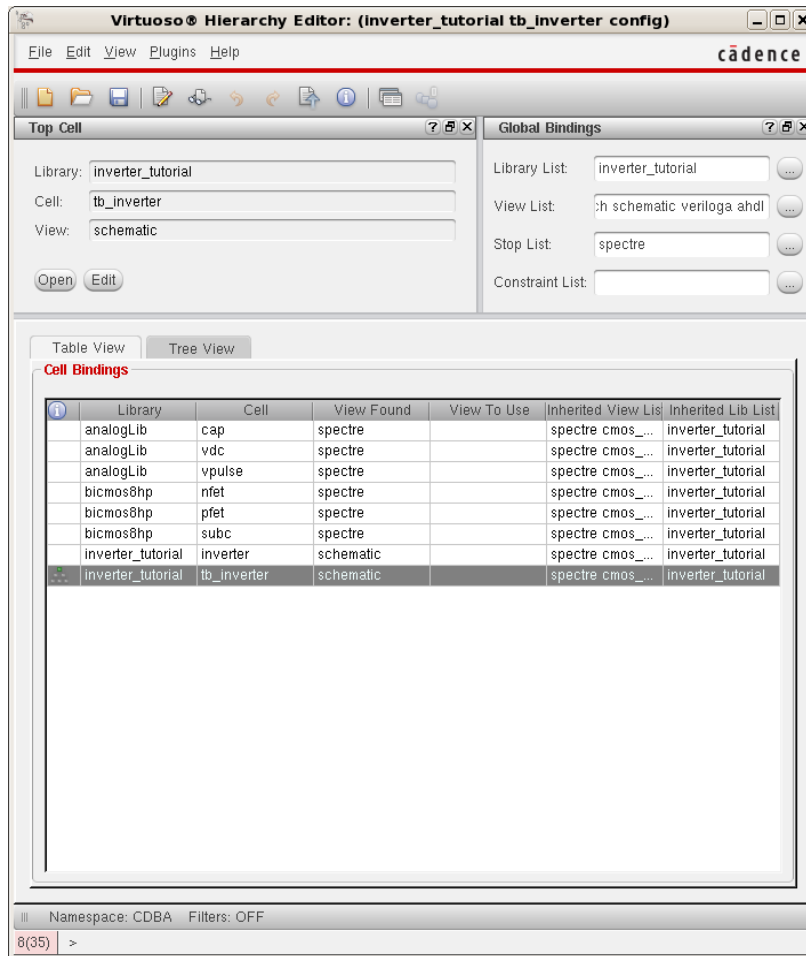 Virtuoso® Hierarchy Editor: (inverter_tutorial tb_inverter config)
File Edit View Plugins Help
cādence
Top Cell
Library: inverter_tutorial
Cell: tb_inverter
View: schematic
Open Edit
Global Bindings
Library List: inverter_tutorial ...
View List: ch schematic veriloga ahdl ...
Stop List: spectre ...
Constraint List: ...
Table View Tree View
Cell Bindings
Library Cell View Found View To Use Inherited View Lis Inherited Lib List
analogLib cap spectre spectre cmos_... inverter_tutorial
analogLib vdc spectre spectre cmos_... inverter_tutorial
analogLib vpulse spectre spectre cmos_... inverter_tutorial
bicmos8hp nfet spectre spectre cmos_... inverter_tutorial
bicmos8hp pfet spectre spectre cmos_... inverter_tutorial
bicmos8hp subc spectre spectre cmos_... inverter_tutorial
inverter_tutorial inverter schematic spectre cmos_... inverter_tutorial
inverter_tutorial tb_inverter schematic spectre cmos_... inverter_tutorial
Namespace: CDBA Filters: OFF
8(35) >